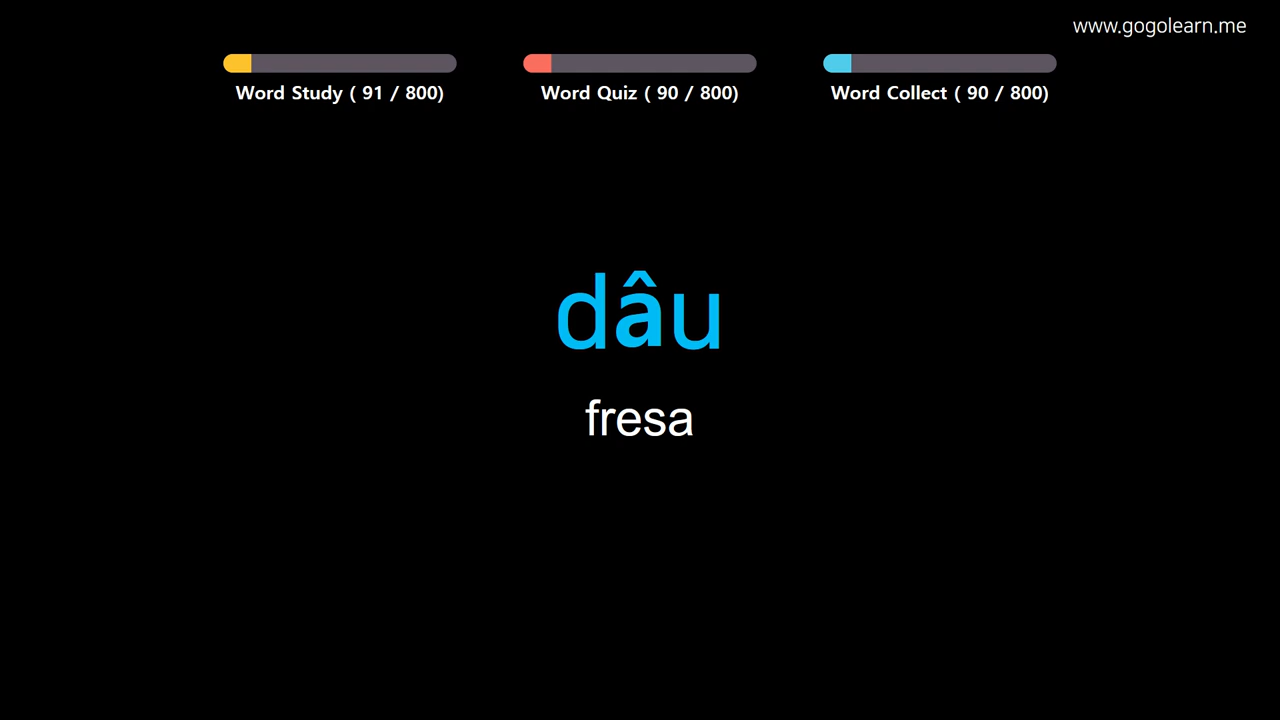 www.gogolearn.me
Word Study ( 91 / 800)
Word Quiz ( 90 / 800)
Word Collect ( 90 / 800)
dâu
fresa